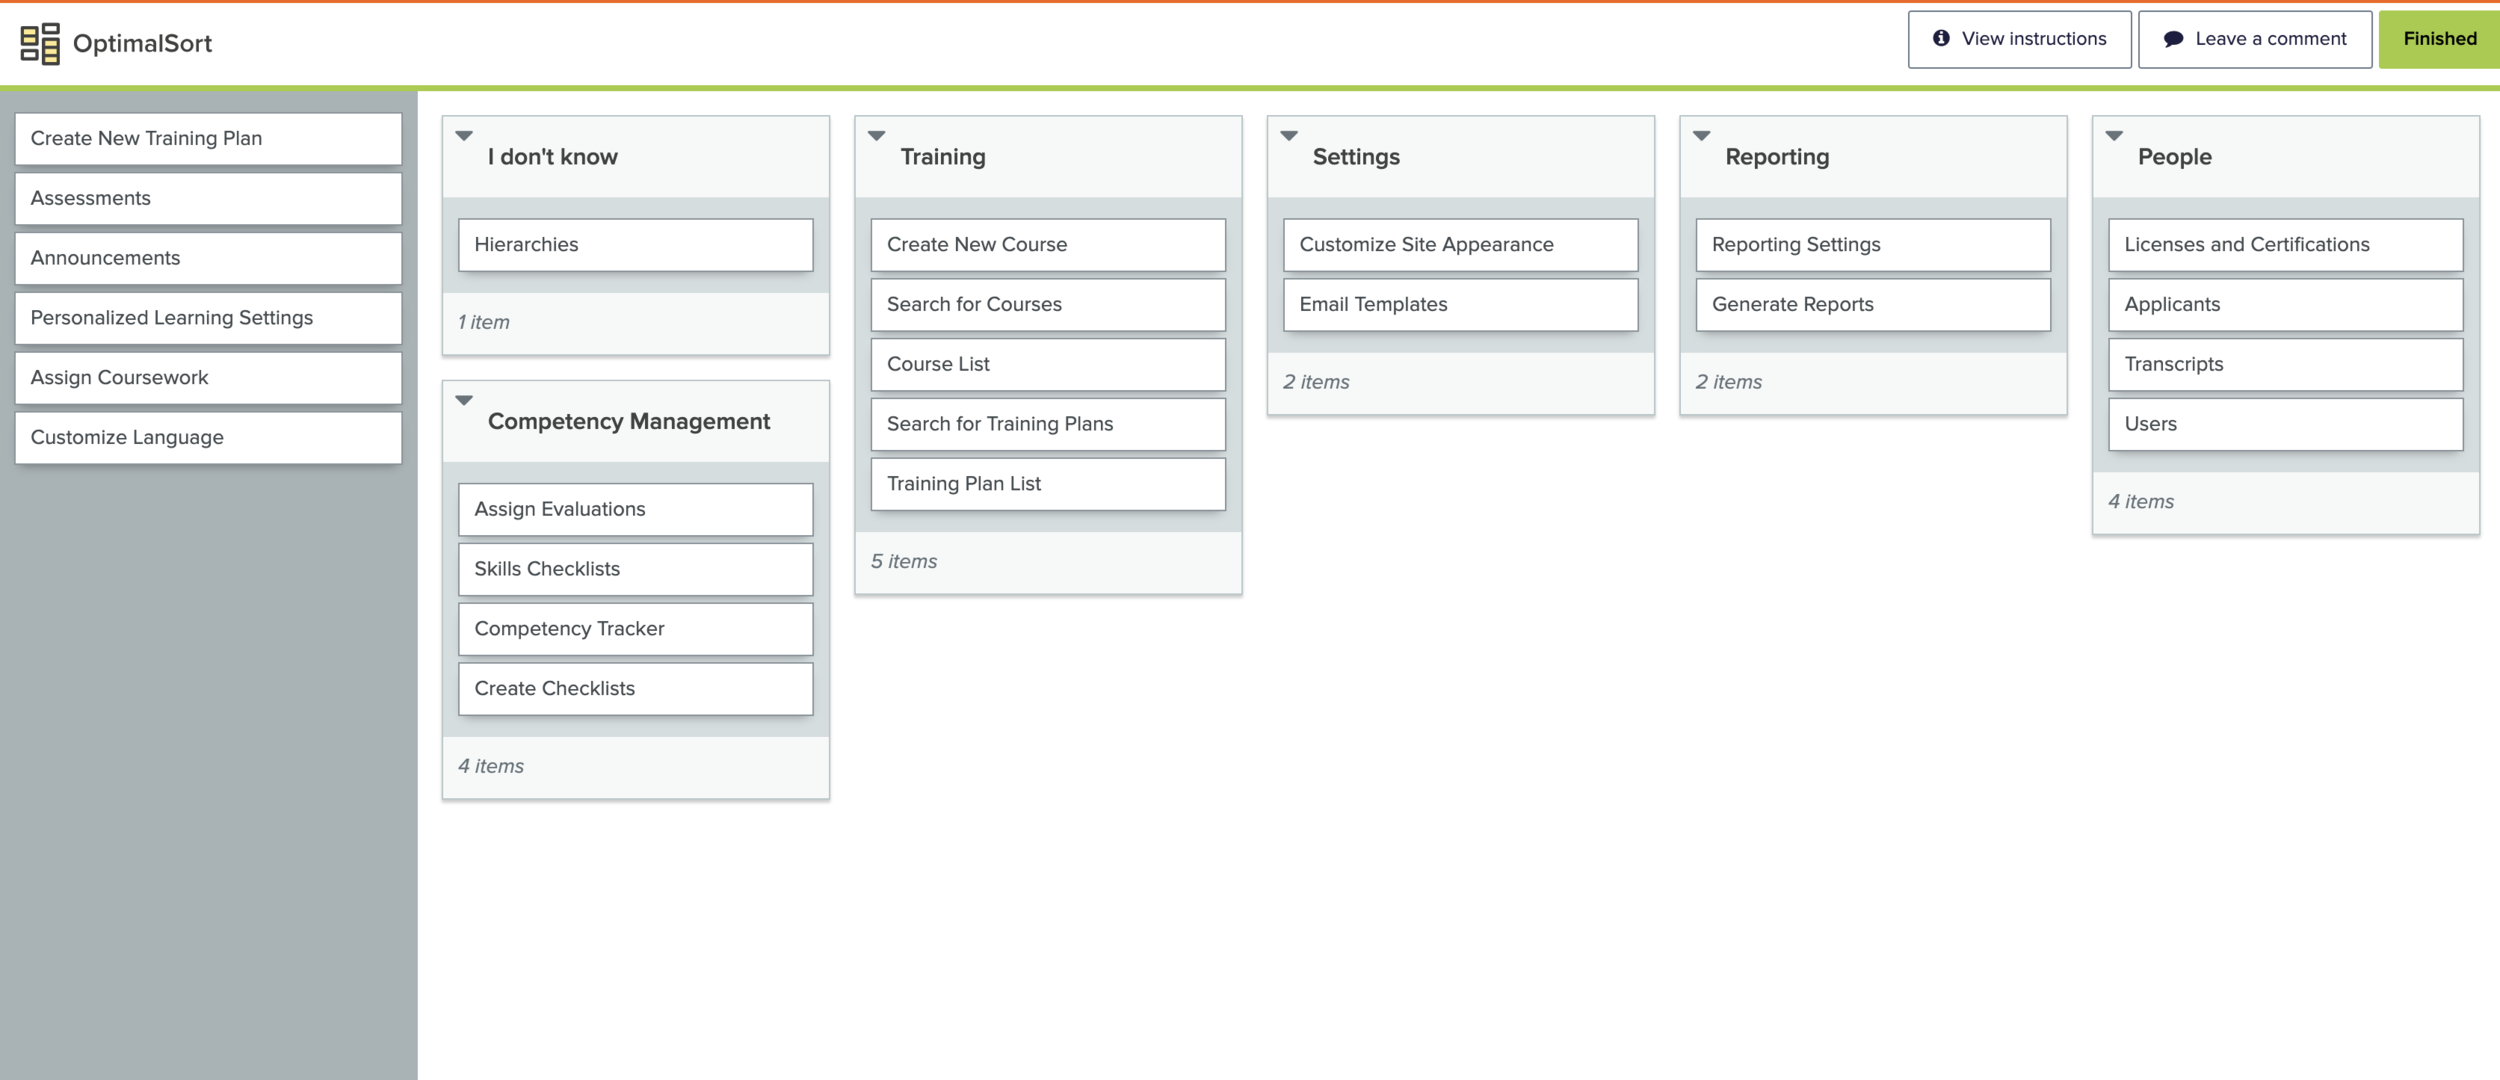 OptimalSort
View instructions
Leave a comment
Finished
Create New Training Plan
Assessments
Announcements
Personalized Learning Settings
Assign Coursework
Customize Language
I don't know
Hierarchies
1 item
Competency Management
Assign Evaluations
Skills Checklists
Competency Tracker
Create Checklists
4 items
Training
Create New Course
Search for Courses
Course List
Search for Training Plans
Training Plan List
5 items
Settings
Customize Site Appearance
Email Templates
2 items
Reporting
Reporting Settings
Generate Reports
2 items
People
Licenses and Certifications
Applicants
Transcripts
Users
4 items